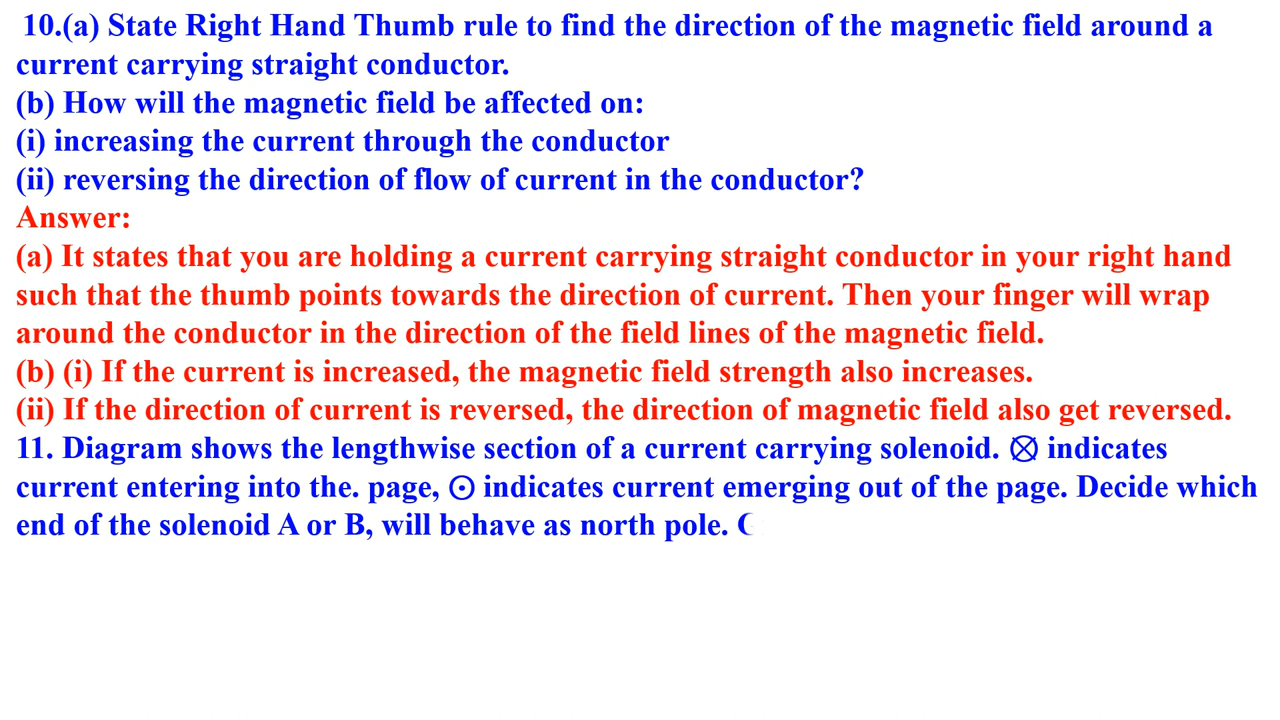 10.(a) State Right Hand Thumb rule to find the direction of the magnetic field around a
current carrying straight conductor.
(b) How will the magnetic field be affected on:
(i) increasing the current through the conductor
(ii) reversing the direction of flow of current in the conductor?
Answer:
(a) It states that you are holding a current carrying straight conductor in your right hand
such that the thumb points towards the direction of current. Then your finger will wrap
around the conductor in the direction of the field lines of the magnetic field.
(b) (i) If the current is increased, the magnetic field strength also increases.
(ii) If the direction of current is reversed, the direction of magnetic field also get reversed.
11. Diagram shows the lengthwise section of a current carrying solenoid. ⊗ indicates
current entering into the. page, ⊙ indicates current emerging out of the page. Decide which
end of the solenoid A or B, will behave as north pole.